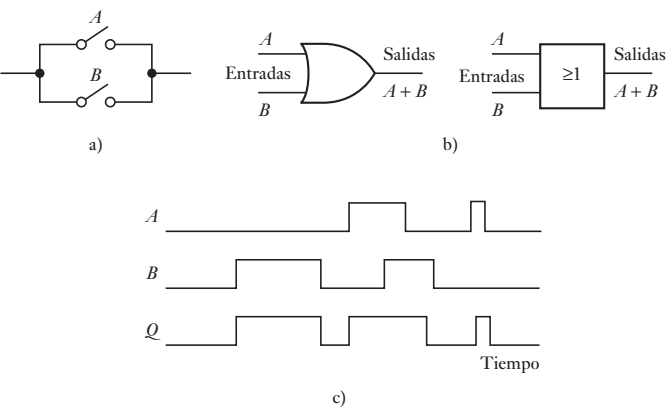 A
B
a)
A
Entradas
B
Salidas
A + B
A
Entradas
B
≥1
Salidas
A + B
b)
A
B
Q
Tiempo
c)